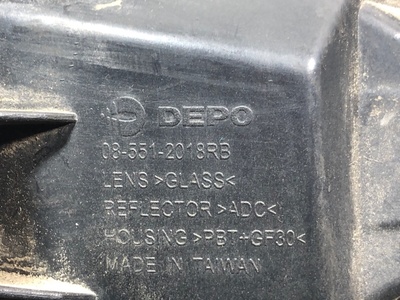 DEPO
08-551-2018RB
LENS >GLASS<
REFLECTOR >ADC<
HOUSING >PBT+GF30<
MADE IN TAIWAN